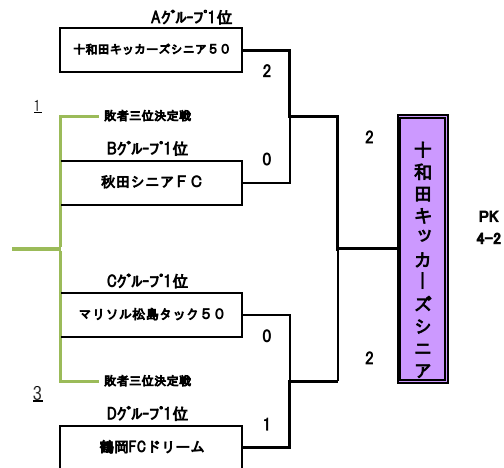 Aグループ1位
十和田キッカーズシニア50
2
1
敗者三位決定戦
2
Bグループ1位
0
秋田シニアFC
十和田キッカーズシニア
PK
4-2
Cグループ1位
マリソル松島タック50
0
2
敗者三位決定戦
3
Dグループ1位
1
鶴岡FCドリーム